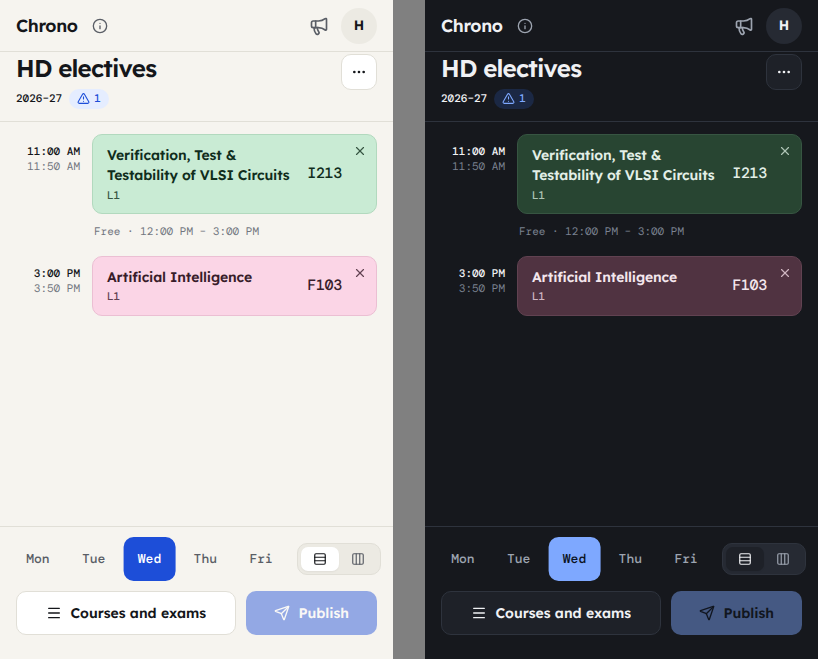 Chrono
H
HD electives
...
2026-27 1
11:00 AM
11:50 AM
Verification, Test &
Testability of VLSI Circuits
I213
L1
Free · 12:00 PM - 3:00 PM
3:00 PM
3:50 PM
Artificial Intelligence
F103
L1
Mon Tue Wed Thu Fri
Courses and exams
Publish
Chrono
H
HD electives
...
2026-27 1
11:00 AM
11:50 AM
Verification, Test &
Testability of VLSI Circuits
I213
L1
Free · 12:00 PM - 3:00 PM
3:00 PM
3:50 PM
Artificial Intelligence
F103
L1
Mon Tue Wed Thu Fri
Courses and exams
Publish